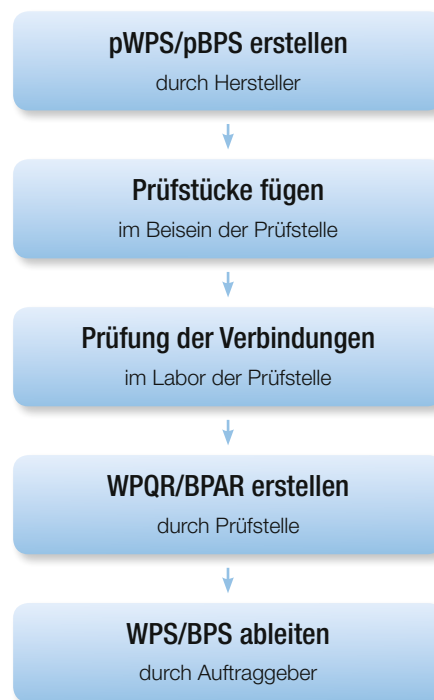 pWPS/pBPS erstellen
durch Hersteller
Prüfstücke fügen
im Beisein der Prüfstelle
Prüfung der Verbindungen
im Labor der Prüfstelle
WPQR/BPAR erstellen
durch Prüfstelle
WPS/BPS ableiten
durch Auftraggeber